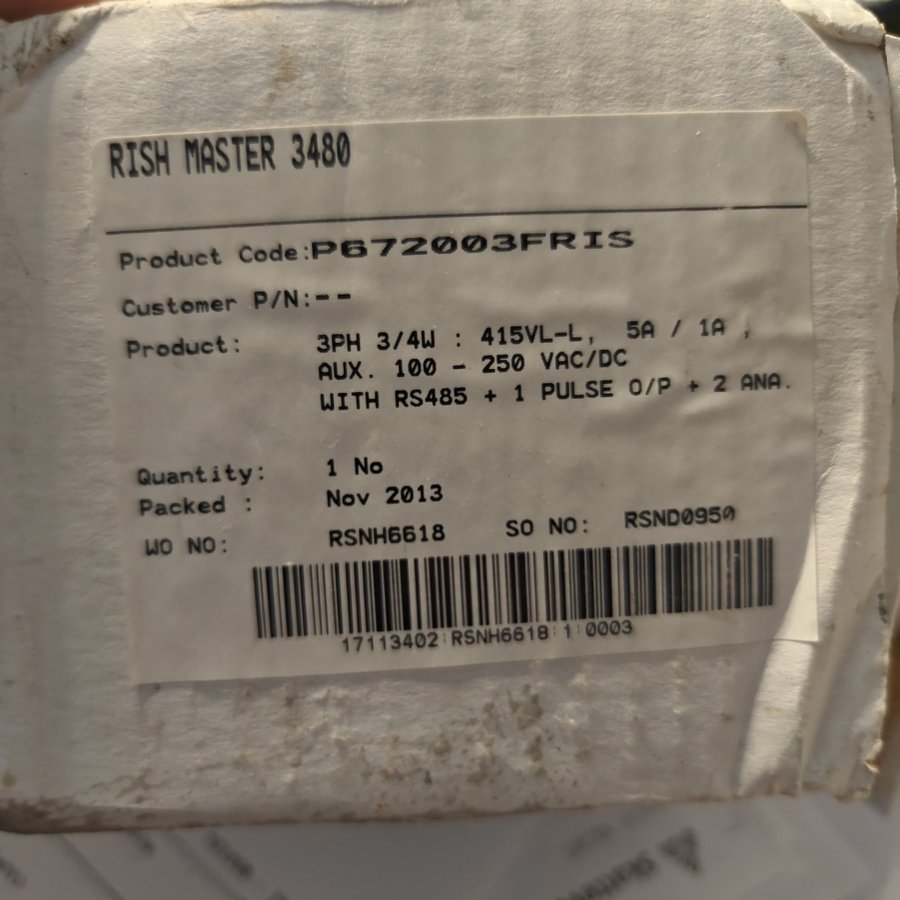 RISH MASTER 3480
Product Code:P672003FRIS
Customer P/N:--
Product: 3PH 3/4W : 415VL-L, 5A / 1A ,
AUX. 100 - 250 VAC/DC
WITH RS485 + 1 PULSE O/P + 2 ANA.
Quantity: 1 No
Packed : Nov 2013
WO NO: RSNH6618 SO NO: RSND0950
17113402:RSNH6618:1:0003